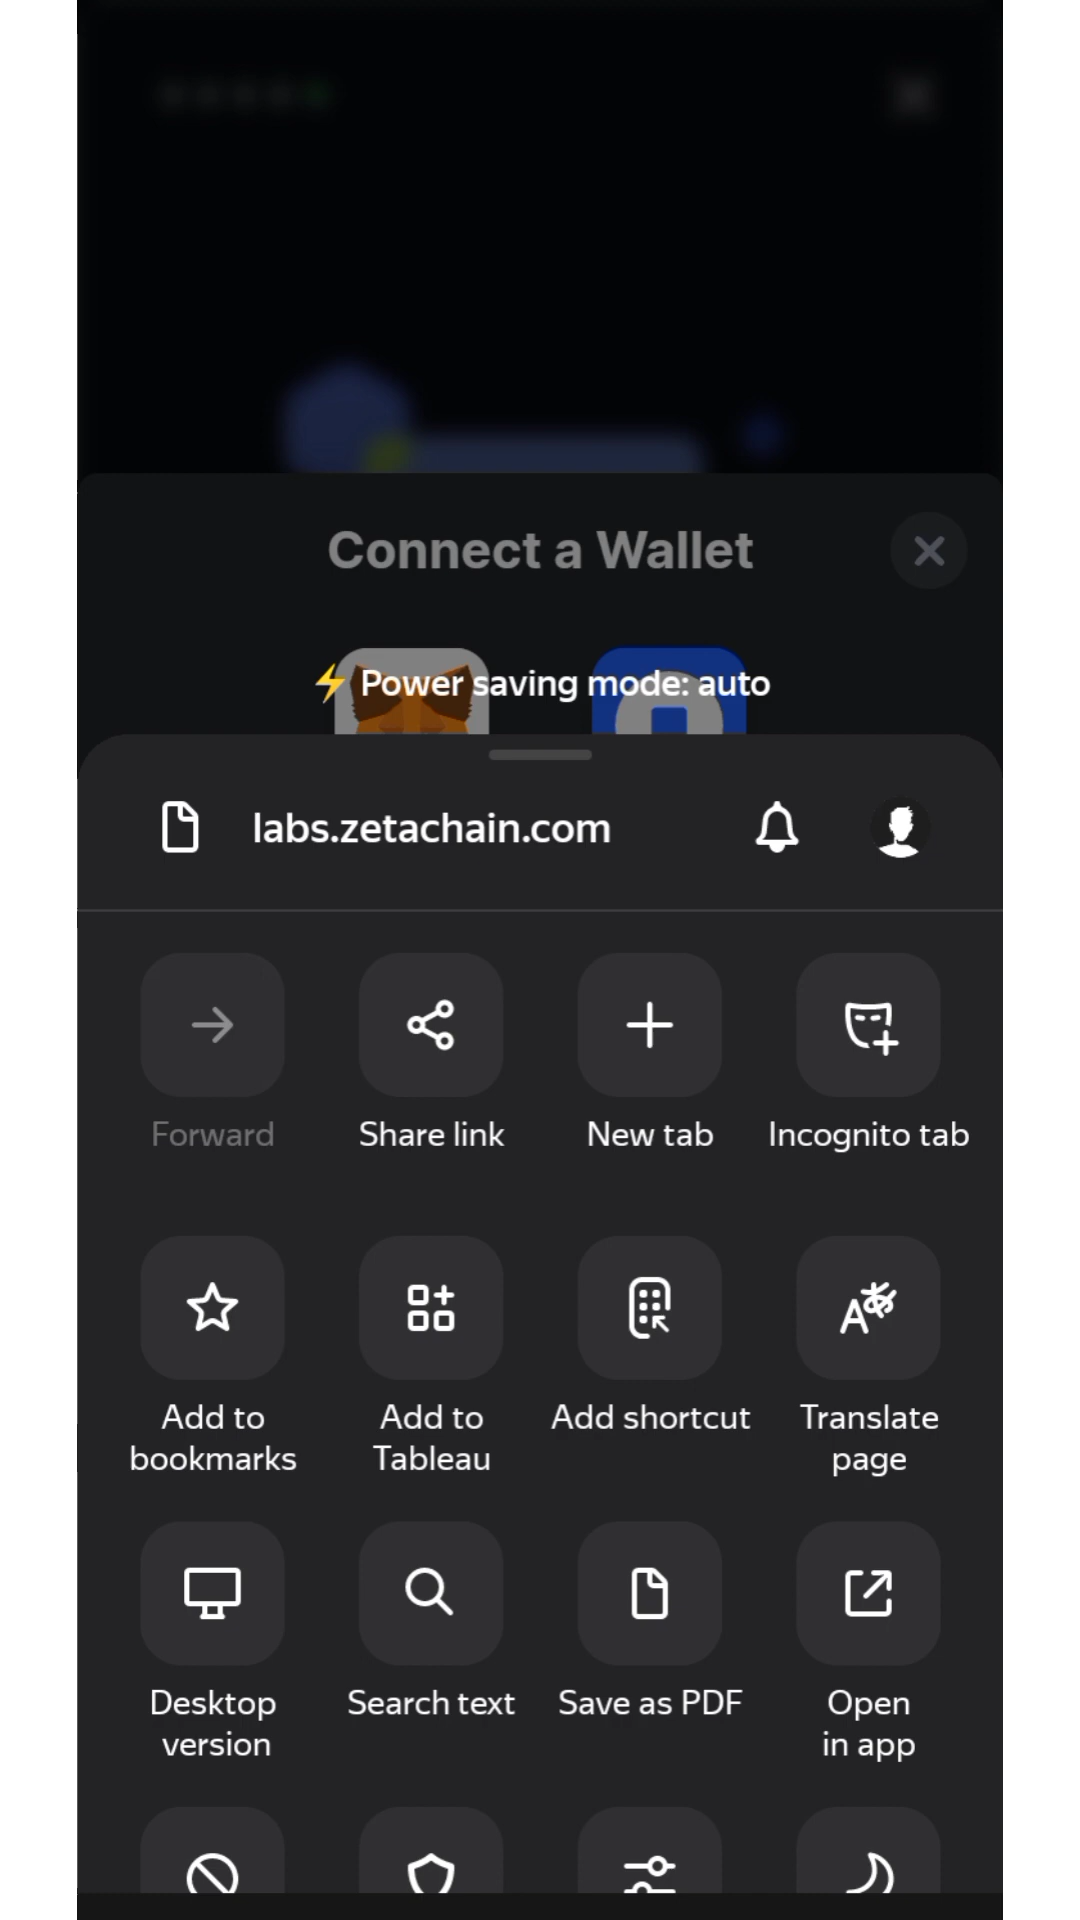 Connect a Wallet
⚡ Power saving mode: auto
labs.zetachain.com
Forward
Share link
New tab
Incognito tab
Add to
bookmarks
Add to
Tableau
Add shortcut
Translate
page
Desktop
version
Search text
Save as PDF
Open
in app